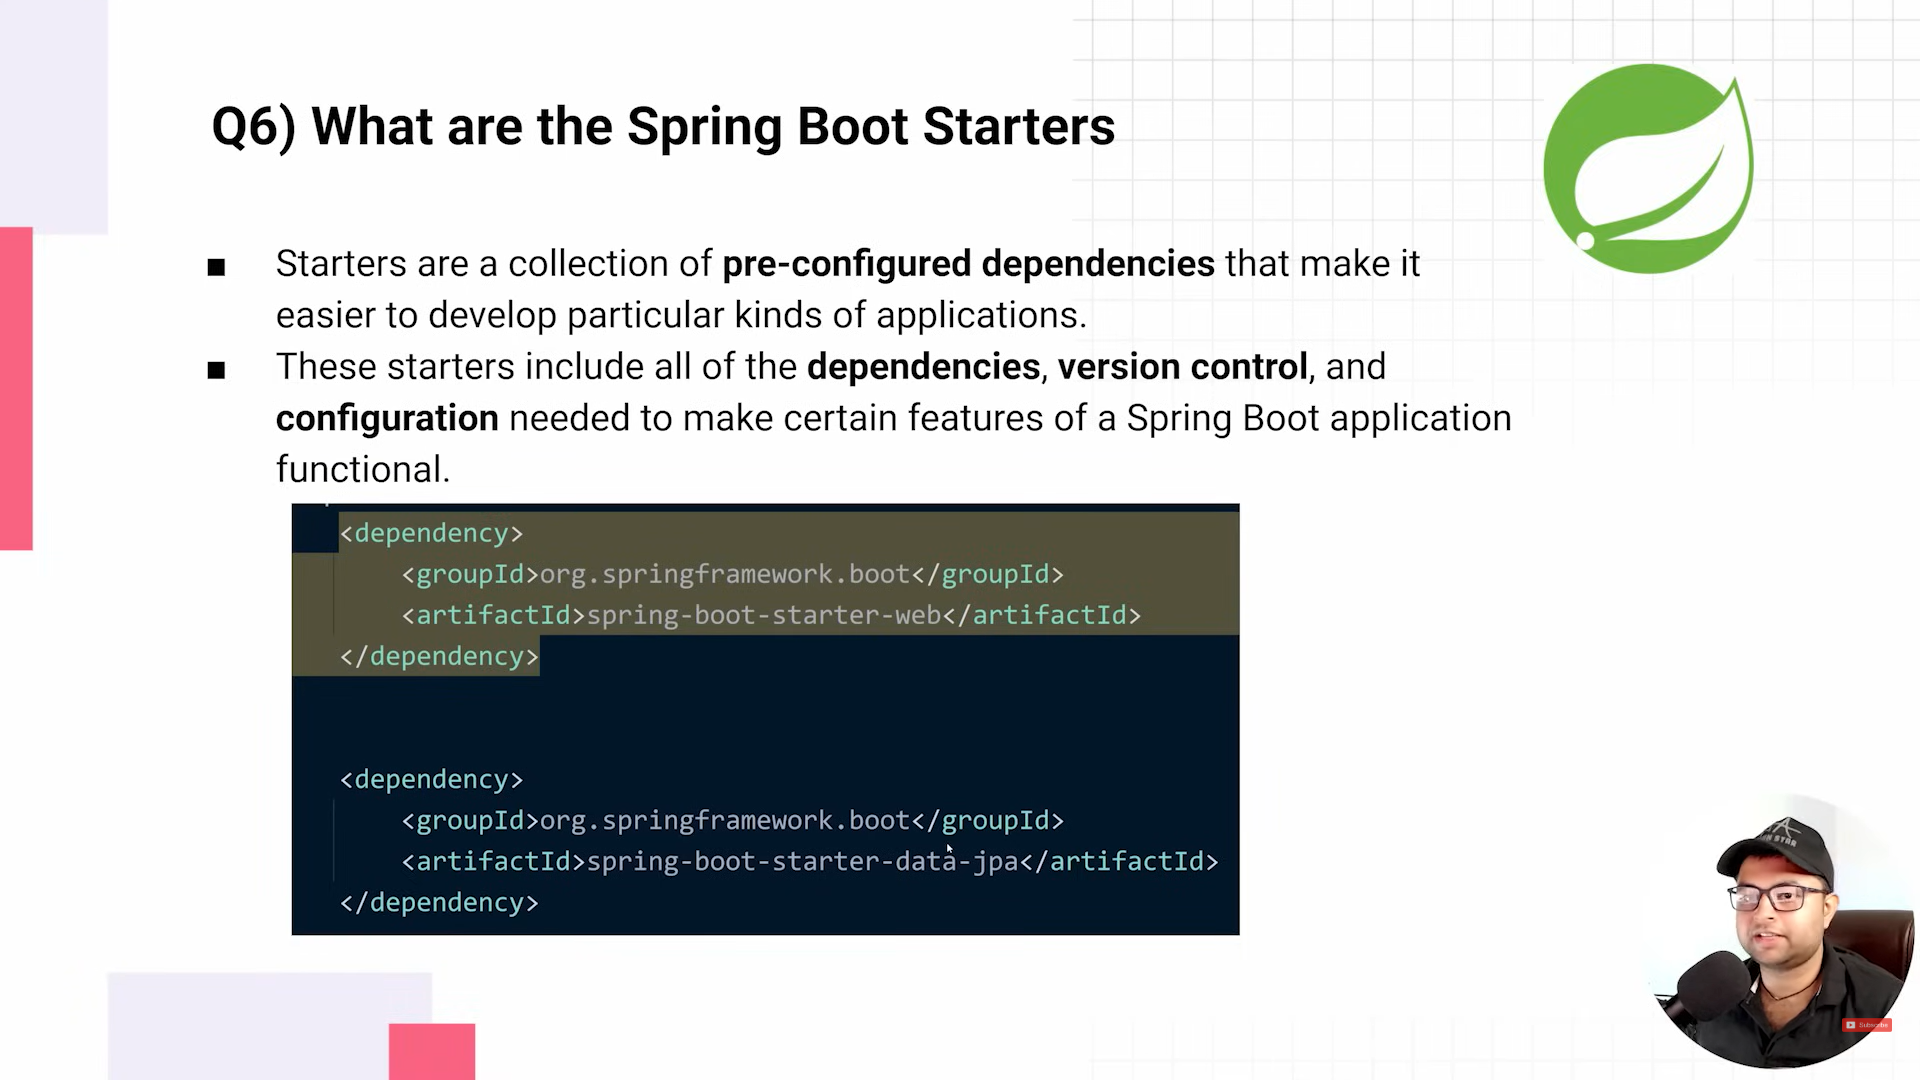 Q6) What are the Spring Boot Starters
■ Starters are a collection of pre-configured dependencies that make it
easier to develop particular kinds of applications.
■ These starters include all of the dependencies, version control, and
configuration needed to make certain features of a Spring Boot application
functional.
<dependency>
<groupId>org.springframework.boot</groupId>
<artifactId>spring-boot-starter-web</artifactId>
</dependency>
<dependency>
<groupId>org.springframework.boot</groupId>
<artifactId>spring-boot-starter-data-jpa</artifactId>
</dependency>
Subscribe